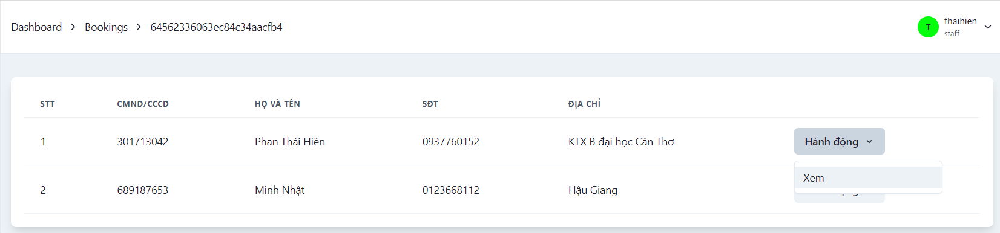 Dashboard > Bookings > 64562336063ec84c34aacfb4
T
thaihien
staff
STT CMND/CCCD HỌ VÀ TÊN SĐT ĐỊA CHỈ
1 301713042 Phan Thái Hiền 0937760152 KTX B đại học Cần Thơ Hành động
Xem
2 689187653 Minh Nhật 0123668112 Hậu Giang